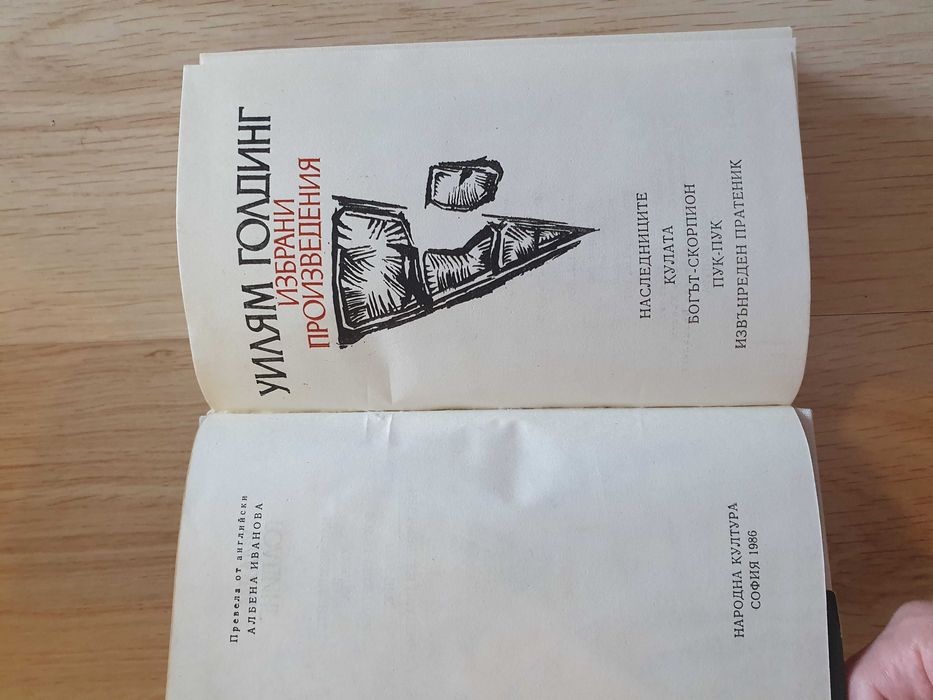 Превела от английски
АЛБЕНА ИВАНОВА
НАРОДНА КУЛТУРА
СОФИЯ 1986
УИЛЯМ ГОЛДИНГ
ИЗБРАНИ
ПРОИЗВЕДЕНИЯ
НАСЛЕДНИЦИТЕ
КУЛАТА
БОГЪТ-СКОРПИОН
ПУК-ПУК
ИЗВЪНРЕДЕН ПРАТЕНИК